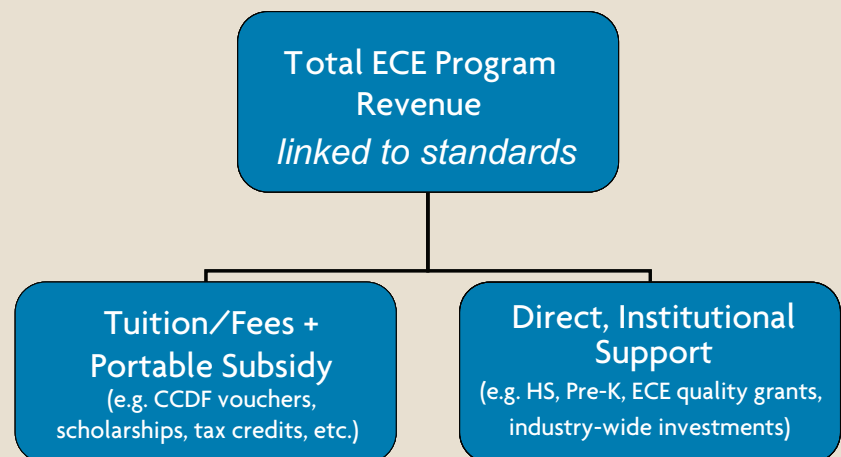 Total ECE Program
Revenue
linked to standards
Tuition/Fees +
Portable Subsidy
(e.g. CCDF vouchers,
scholarships, tax credits, etc.)
Direct, Institutional
Support
(e.g. HS, Pre-K, ECE quality grants,
industry-wide investments)